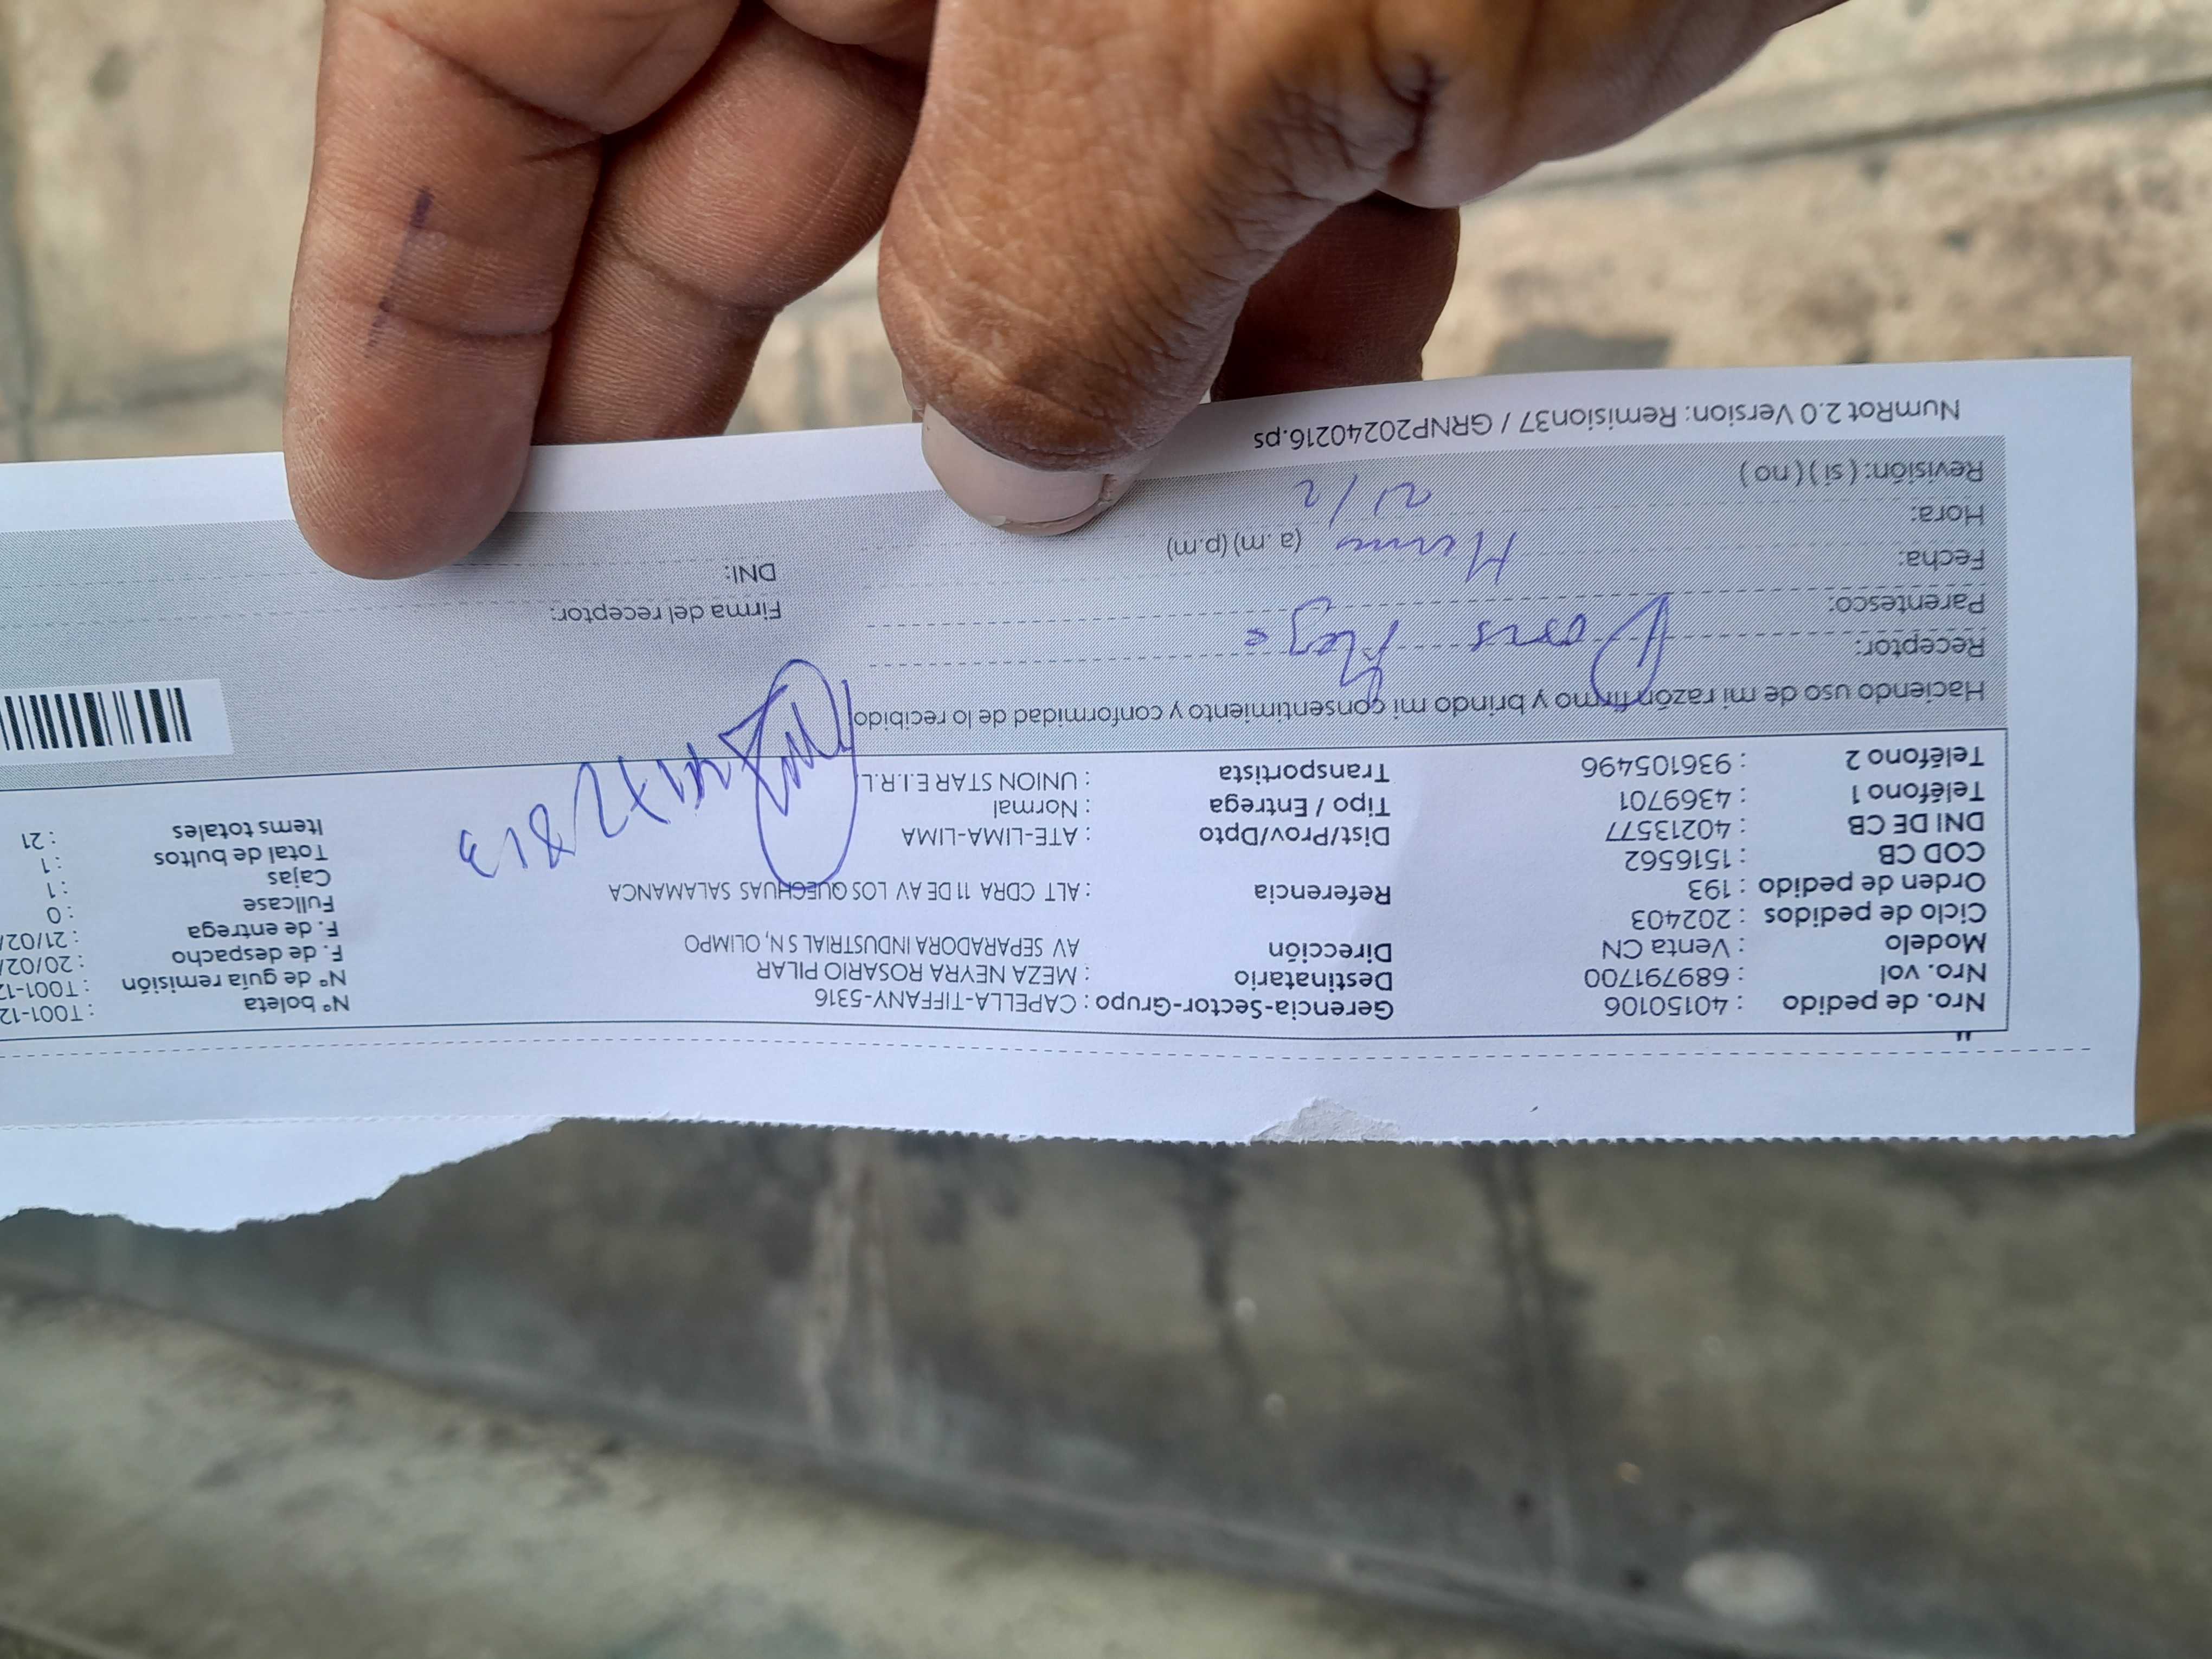 Nro. de pedido : 40150106 Gerencia-Sector-Grupo : CAPELLA-TIFFANY-5316 Nº boleta : T001-12
Nro. vol : 689791700 Destinatario : MEZA NEYRA ROSARIO PILAR Nº de guía remisión : T001-12
Modelo : Venta CN Dirección AV SEPARADORA INDUSTRIAL S N, OLIMPO F. de despacho : 20/02/
Ciclo de pedidos : 202403 F. de entrega : 21/02/
Orden de pedido : 193 Referencia : ALT CDRA 11 DE AV LOS QUECHUAS SALAMANCA Fullcase : 0
COD CB : 1516562 Cajas : 1
DNI DE CB : 40213577 Dist/Prov/Dpto : ATE-LIMA-LIMA Total de bultos : 1
Teléfono 1 : 4369701 Tipo / Entrega : Normal Items totales : 21
Teléfono 2 : 936105496 Transportista : UNION STAR E.I.R.L.
Haciendo uso de mi razón firmo y brindo mi consentimiento y conformidad de lo recibido
Receptor:
Parentesco: Firma del receptor:
Fecha: DNI:
Hora: (a.m) (p.m)
Revisión: ( si ) ( no ) 21/2
NumRot 2.0 Version: Remision37 / GRNP20240216.ps